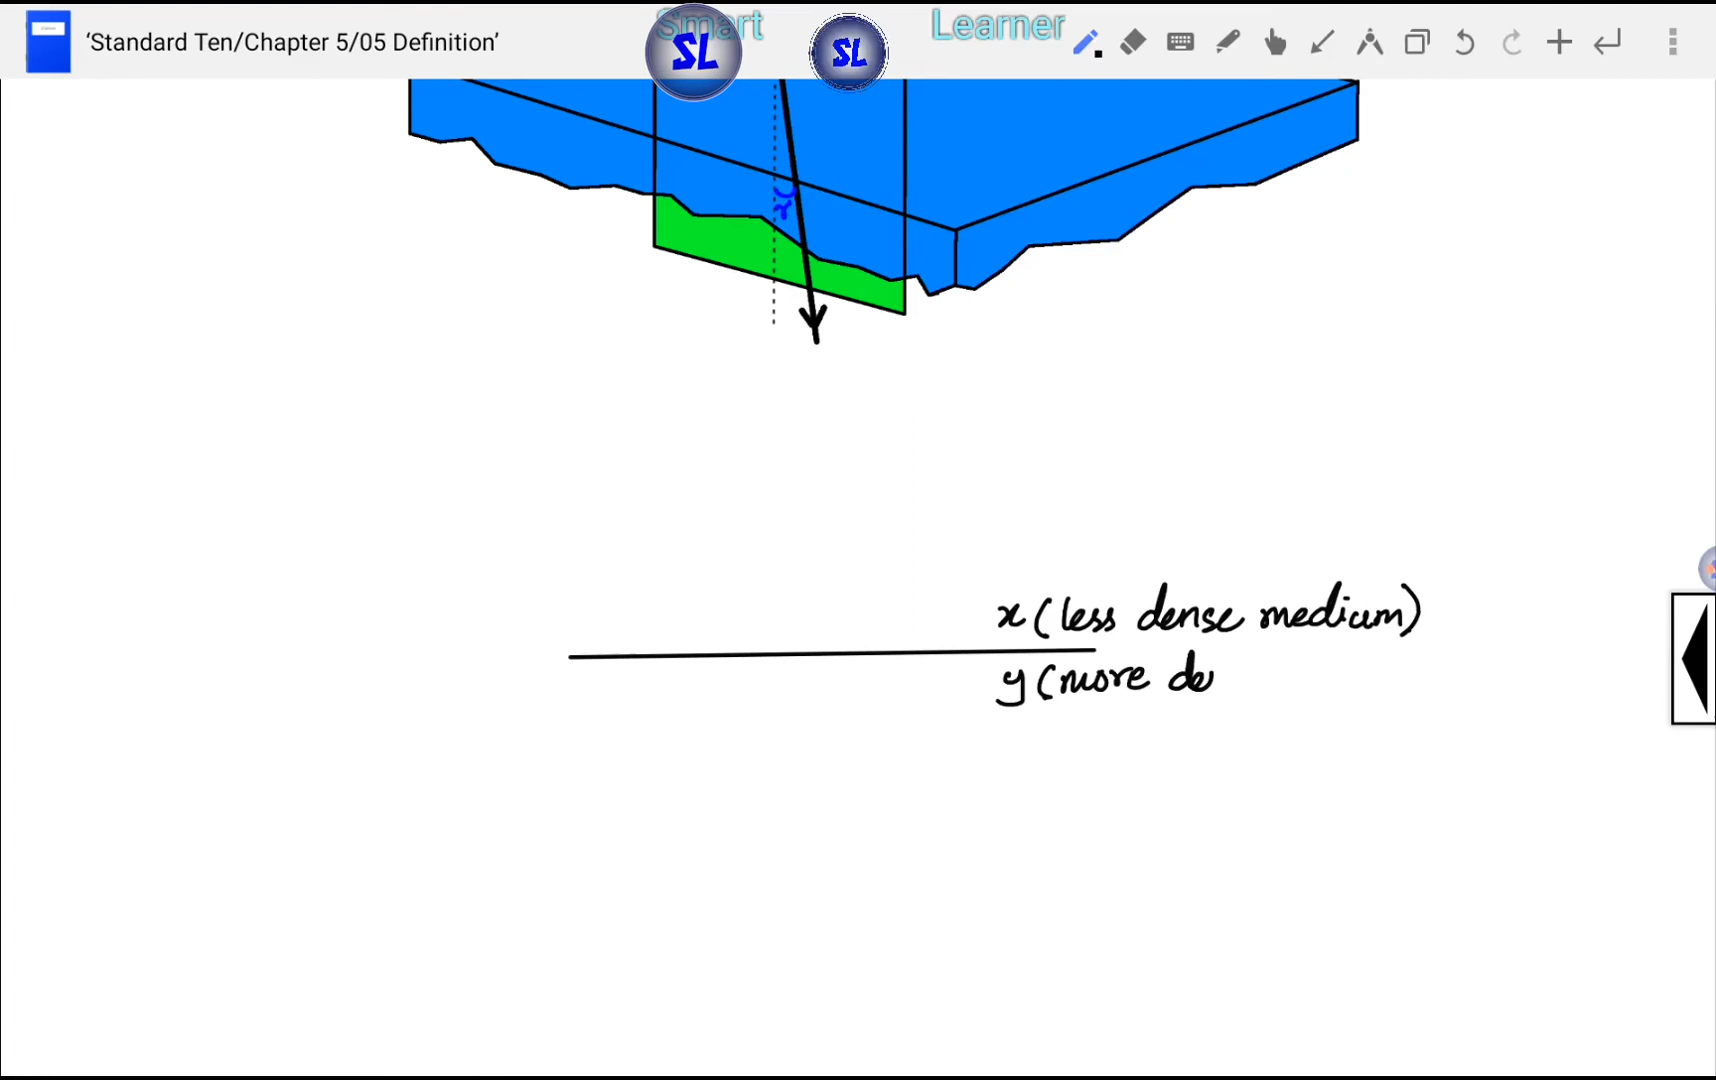 Smart Learner
‘Standard Ten/Chapter 5/05 Definition’
SL
SL
r
x (less dense medium)
y (more de